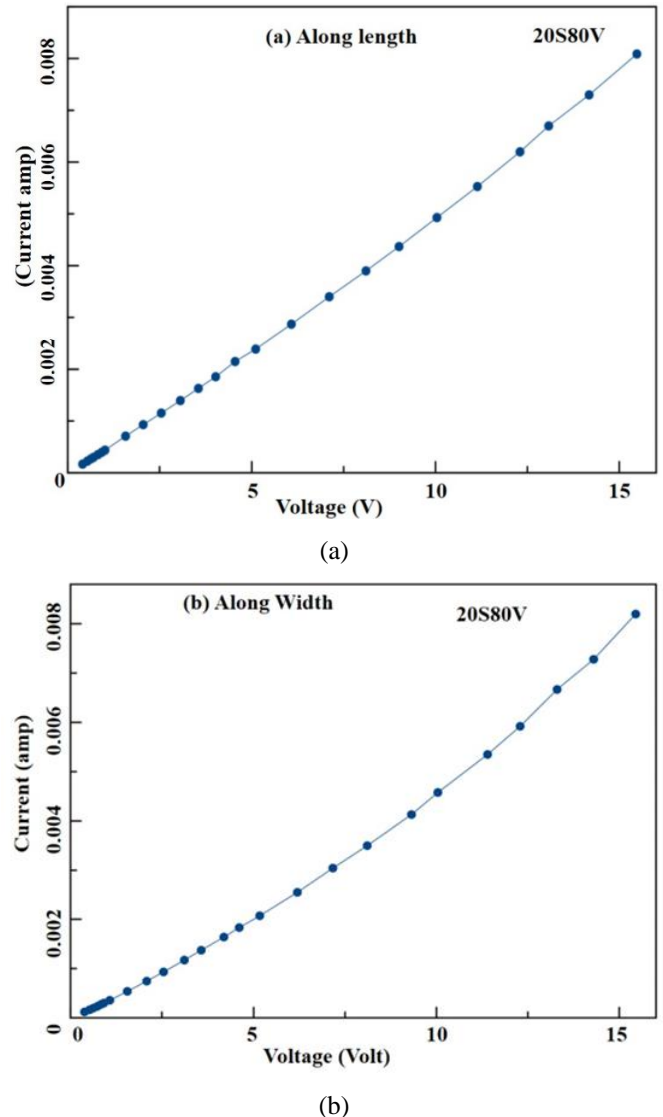 (a) Along length 20S80V
0.008
0.006
0.004
0.002
0
(Current amp)
5 10 15
Voltage (V)
(a)
(b) Along Width 20S80V
0.008
0.006
0.004
0.002
0
Current (amp)
0 5 10 15
Voltage (Volt)
(b)